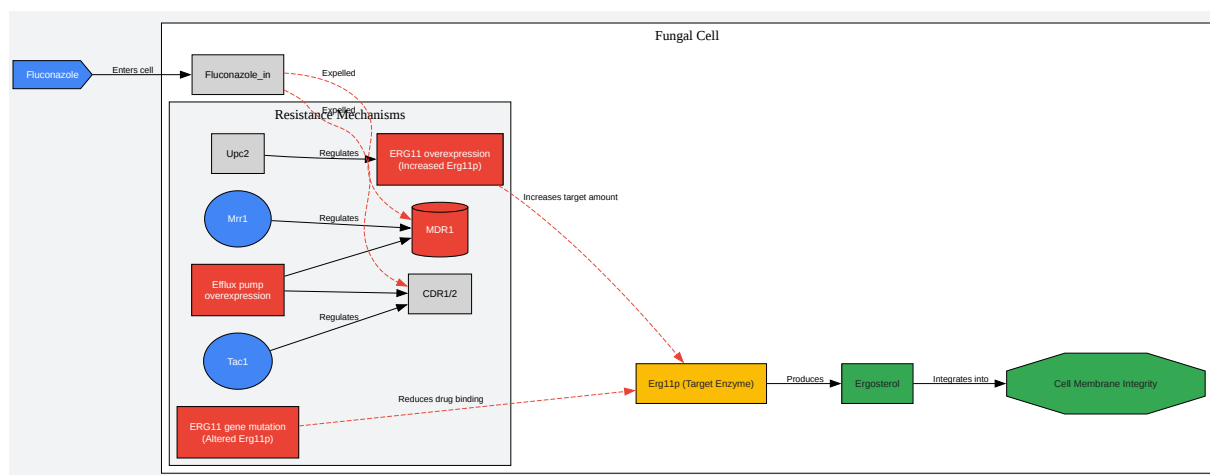 Fungal Cell
Fluconazole
Enters cell
Fluconazole_in
Expelled
Expelled
Resistance Mechanisms
Upc2
Regulates
ERG11 overexpression
(Increased Erg11p)
Increases target amount
Mrr1
Regulates
MDR1
Efflux pump
overexpression
CDR1/2
Regulates
Tac1
Erg11p (Target Enzyme)
Produces
Ergosterol
Integrates into
Cell Membrane Integrity
Reduces drug binding
ERG11 gene mutation
(Altered Erg11p)